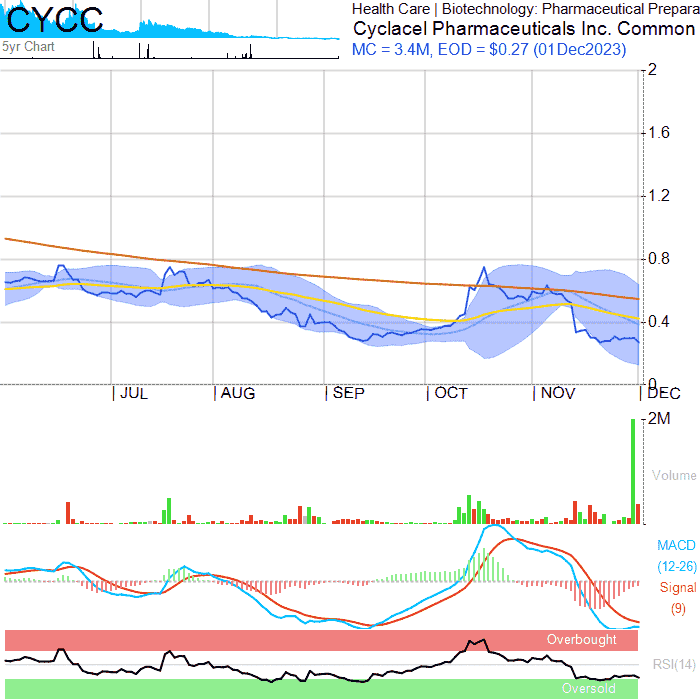 CYCC
5yr Chart
Health Care | Biotechnology: Pharmaceutical Prepara
Cyclacel Pharmaceuticals Inc. Common
MC = 3.4M, EOD = $0.27 (01Dec2023)
2
1.6
1.2
0.8
0.4
0
JUL AUG SEP OCT NOV DEC
2M
Volume
MACD
(12-26)
Signal
(9)
Overbought
RSI(14)
Oversold